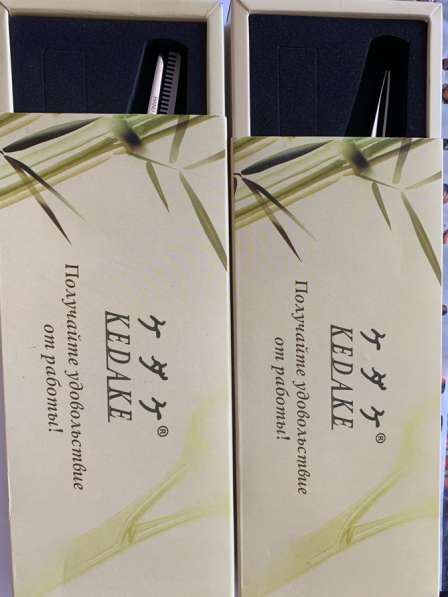 ケダケ®
KEDAKE
Получайте удовольствие
от работы!
ケダケ®
KEDAKE
Получайте удовольствие
от работы!